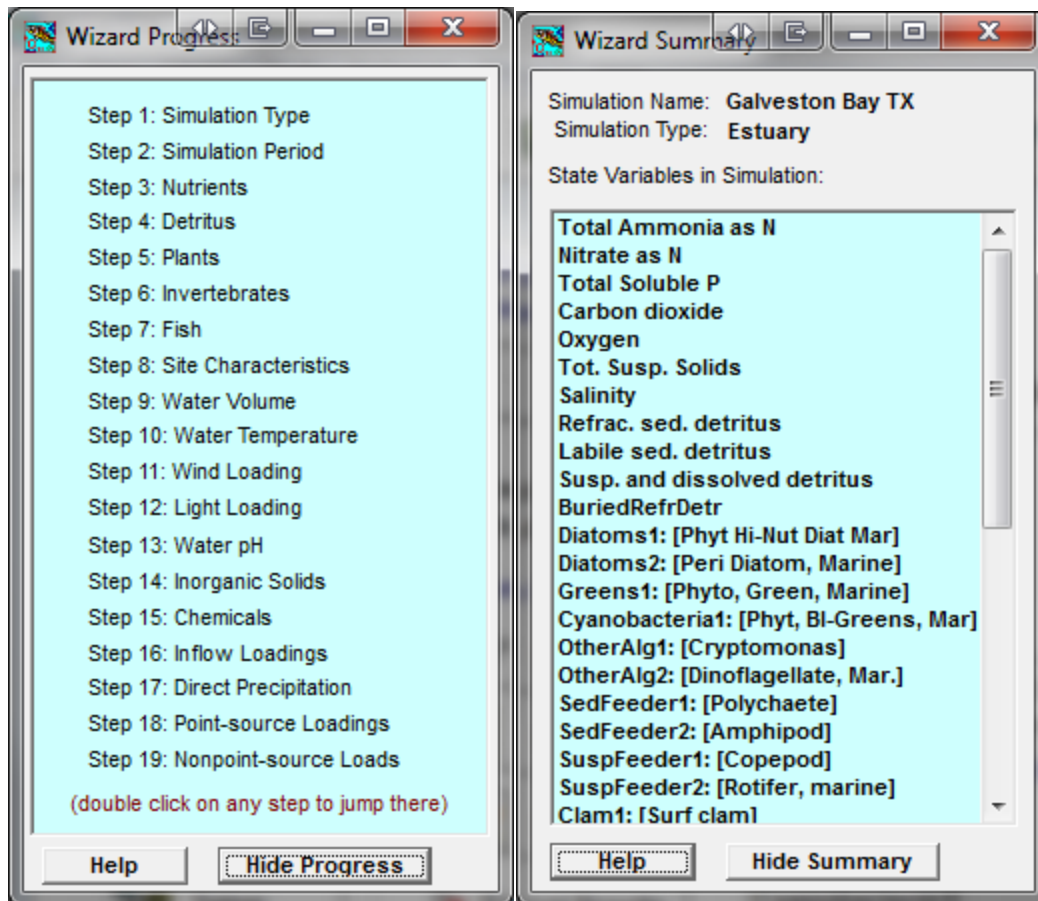 Wizard Progress
Step 1: Simulation Type
Step 2: Simulation Period
Step 3: Nutrients
Step 4: Detritus
Step 5: Plants
Step 6: Invertebrates
Step 7: Fish
Step 8: Site Characteristics
Step 9: Water Volume
Step 10: Water Temperature
Step 11: Wind Loading
Step 12: Light Loading
Step 13: Water pH
Step 14: Inorganic Solids
Step 15: Chemicals
Step 16: Inflow Loadings
Step 17: Direct Precipitation
Step 18: Point-source Loadings
Step 19: Nonpoint-source Loads
(double click on any step to jump there)
Help
Hide Progress
Wizard Summary
Simulation Name: Galveston Bay TX
Simulation Type: Estuary
State Variables in Simulation:
Total Ammonia as N
Nitrate as N
Total Soluble P
Carbon dioxide
Oxygen
Tot. Susp. Solids
Salinity
Refrac. sed. detritus
Labile sed. detritus
Susp. and dissolved detritus
BuriedRefrDetr
Diatoms1: [Phyt Hi-Nut Diat Mar]
Diatoms2: [Peri Diatom, Marine]
Greens1: [Phyto, Green, Marine]
Cyanobacteria1: [Phyt, Bl-Greens, Mar]
OtherAlg1: [Cryptomonas]
OtherAlg2: [Dinoflagellate, Mar.]
SedFeeder1: [Polychaete]
SedFeeder2: [Amphipod]
SuspFeeder1: [Copepod]
SuspFeeder2: [Rotifer, marine]
Clam1: [Surf clam]
Help
Hide Summary